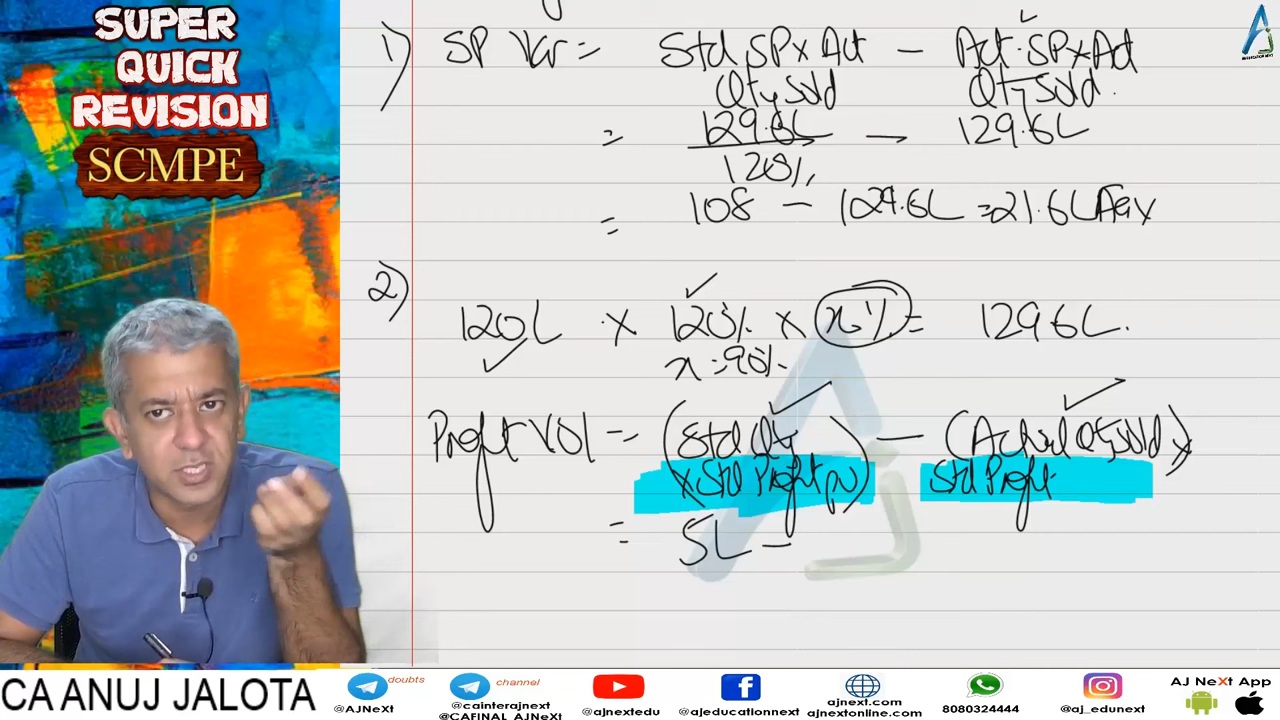 SUPER
QUICK
REVISION
SCMPE
1) SP Var = Std SP x Act - Act. SP x Act
Qty Sold Qty Sold.
= 129.6L - 129.6L
120%
= 108 - 129.6L = 21.6L
2) 120L x 120% x x% = 129.6L.
x = 90%
Profit Vol = (Std Qty - (Actual Qty Sold) x
x Std Profit pu) Std Profit
= 5L -
CA ANUJ JALOTA
doubts
@AJNeXt
channel
@cainterajnext
@CAFINAL_AJNeXt
@ajnextedu
@ajeducationnext
ajnext.com
ajnextonline.com
8080324444
@aj_edunext
AJ NeXt App